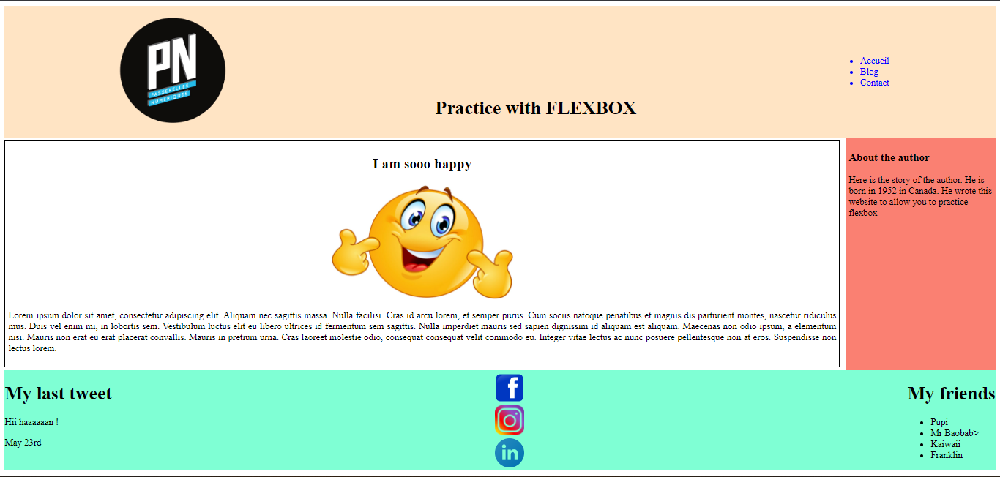 PN
PASSERELLES
NUMERIQUES
Accueil
Blog
Contact
Practice with FLEXBOX
I am sooo happy
Lorem ipsum dolor sit amet, consectetur adipiscing elit. Aliquam nec sagittis massa. Nulla facilisi. Cras id arcu lorem, et semper purus. Cum sociis natoque penatibus et magnis dis parturient montes, nascetur ridiculus
mus. Duis vel enim mi, in lobortis sem. Vestibulum luctus elit eu libero ultrices id fermentum sem sagittis. Nulla imperdiet mauris sed sapien dignissim id aliquam est aliquam. Maecenas non odio ipsum, a elementum
nisi. Mauris non erat eu erat placerat convallis. Mauris in pretium urna. Cras laoreet molestie odio, consequat consequat velit commodo eu. Integer vitae lectus ac nunc posuere pellentesque non at eros. Suspendisse non
lectus lorem.
About the author
Here is the story of the author. He is
born in 1952 in Canada. He wrote this
website to allow you to practice
flexbox
My last tweet
Hii haaaaaan !
May 23rd
f
in
My friends
Pupi
Mr Baobab>
Kaiwaii
Franklin